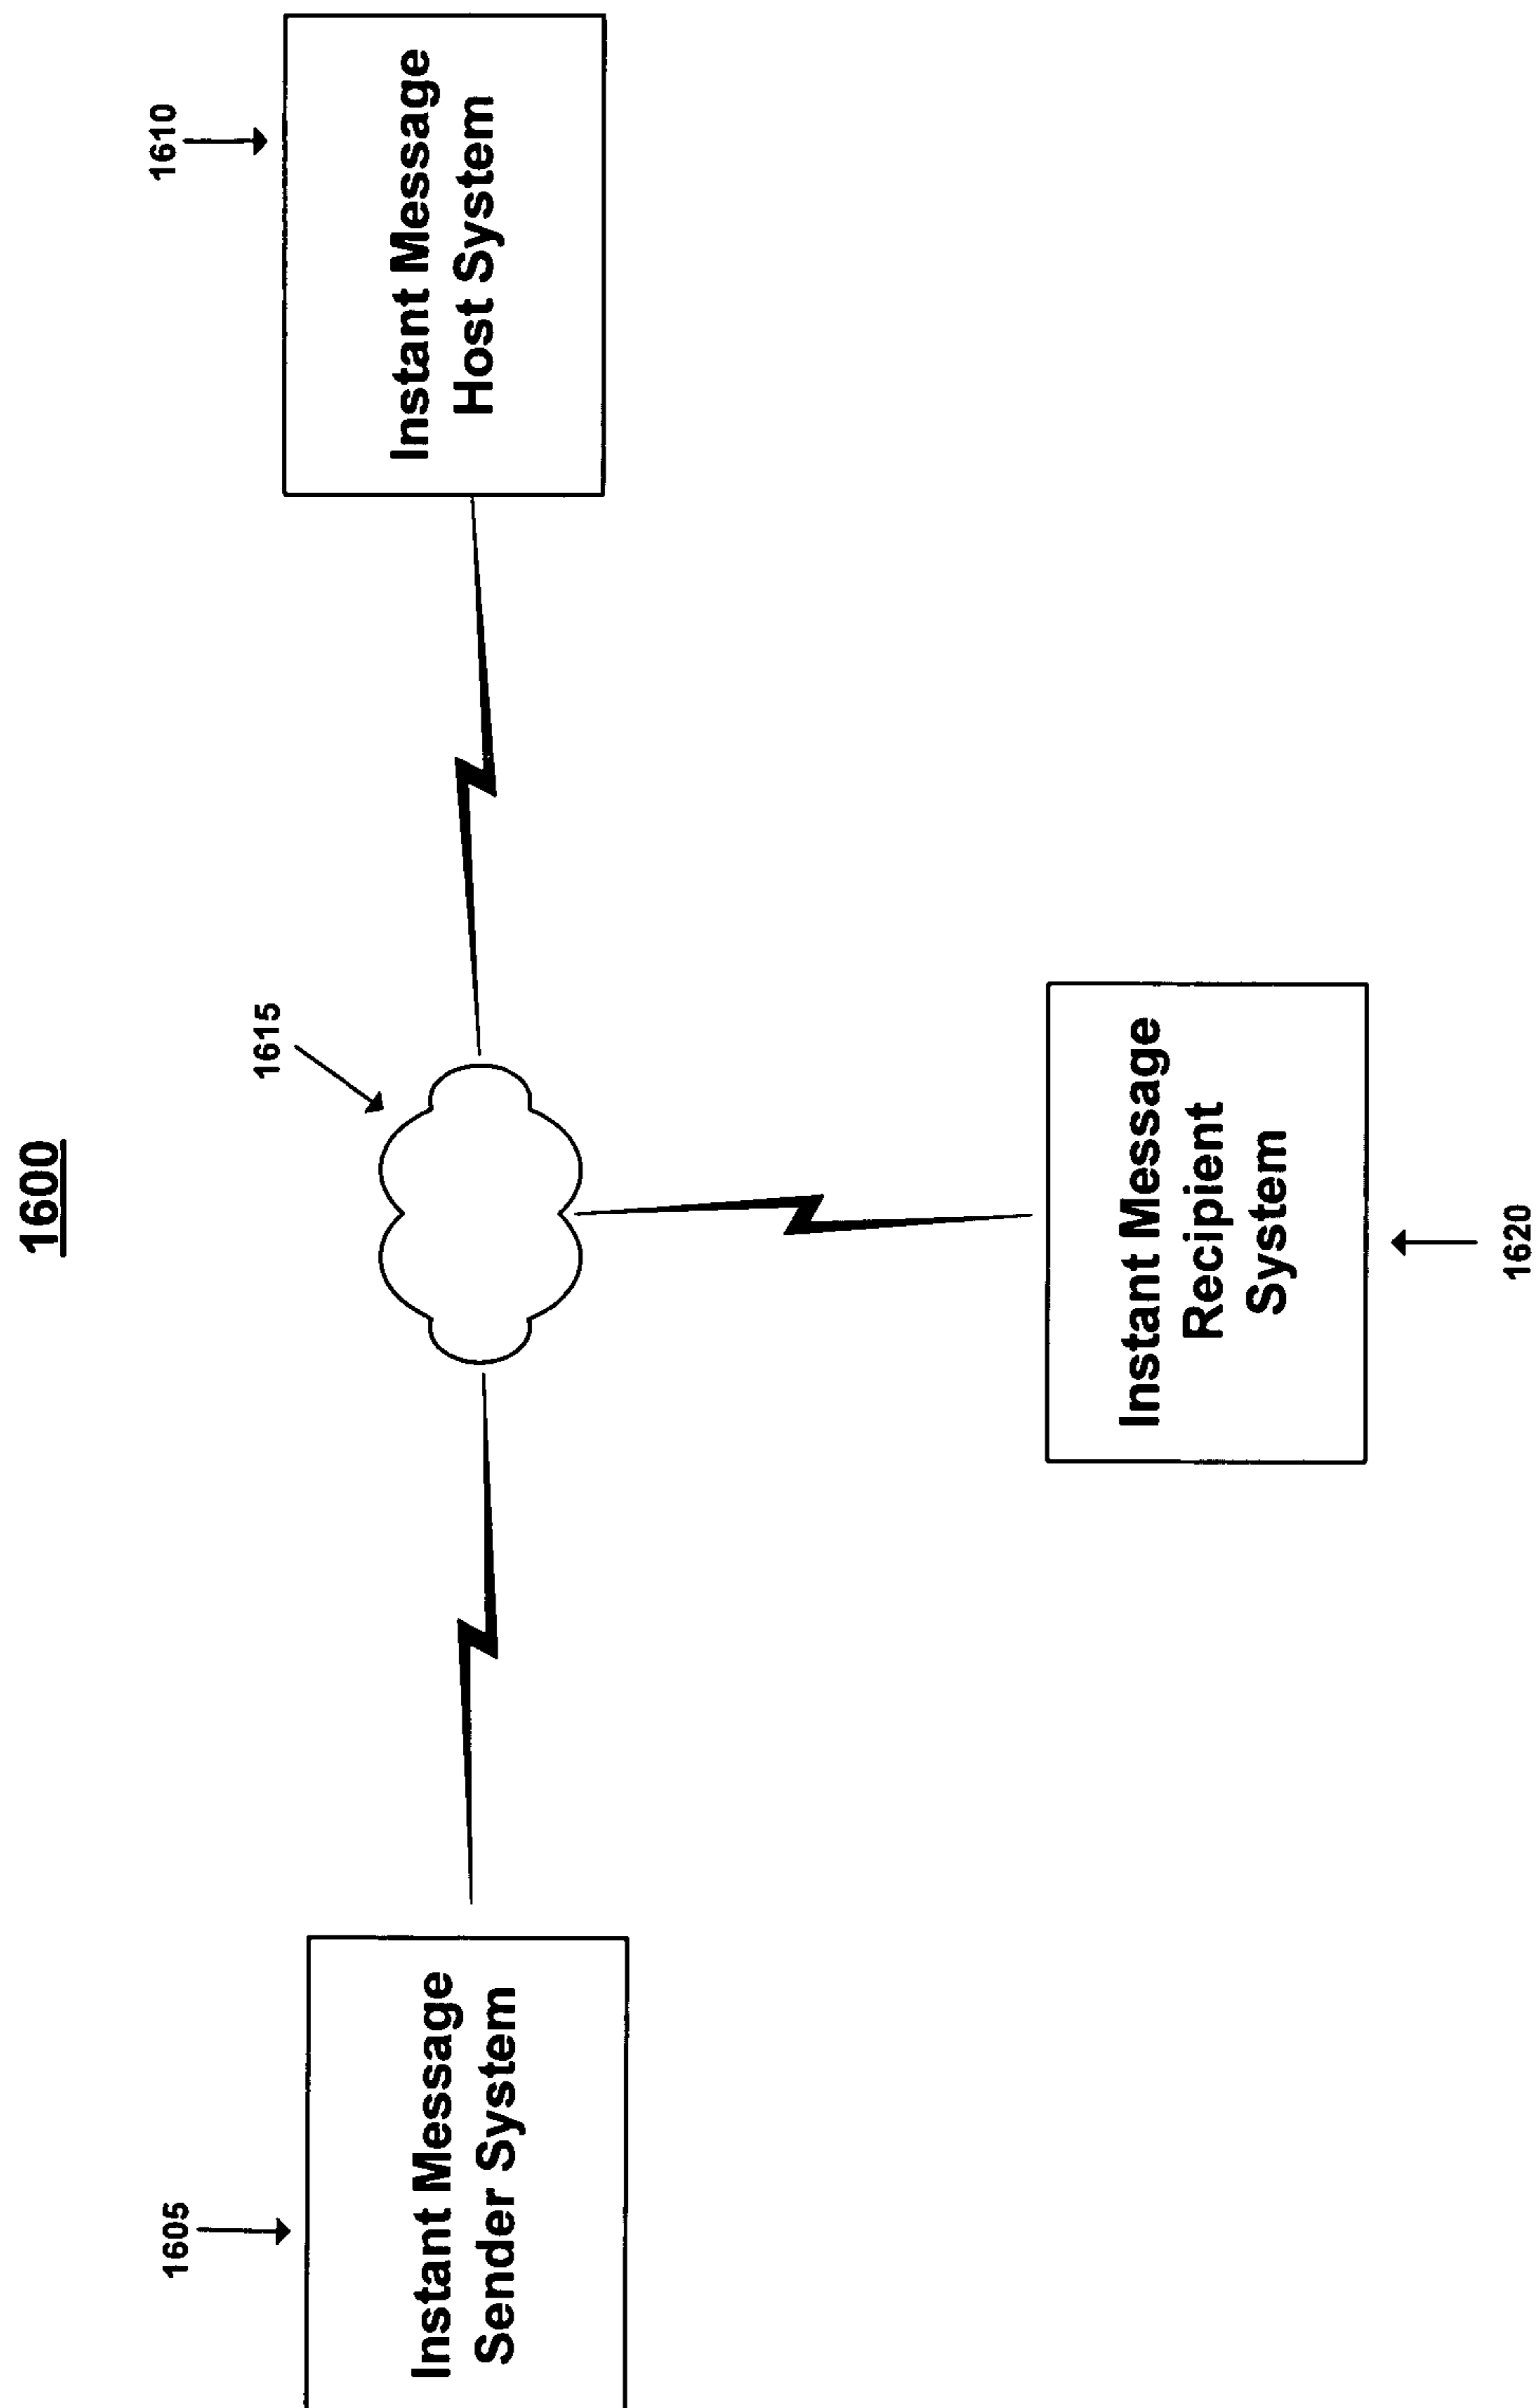 1600
1605
Instant Message
Sender System
1615
1610
Instant Message
Host System
Instant Message
Recipient
System
1620